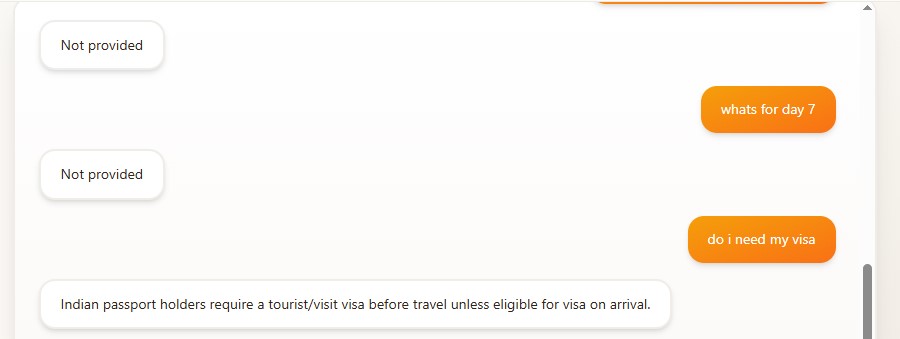 Not provided
whats for day 7
Not provided
do i need my visa
Indian passport holders require a tourist/visit visa before travel unless eligible for visa on arrival.